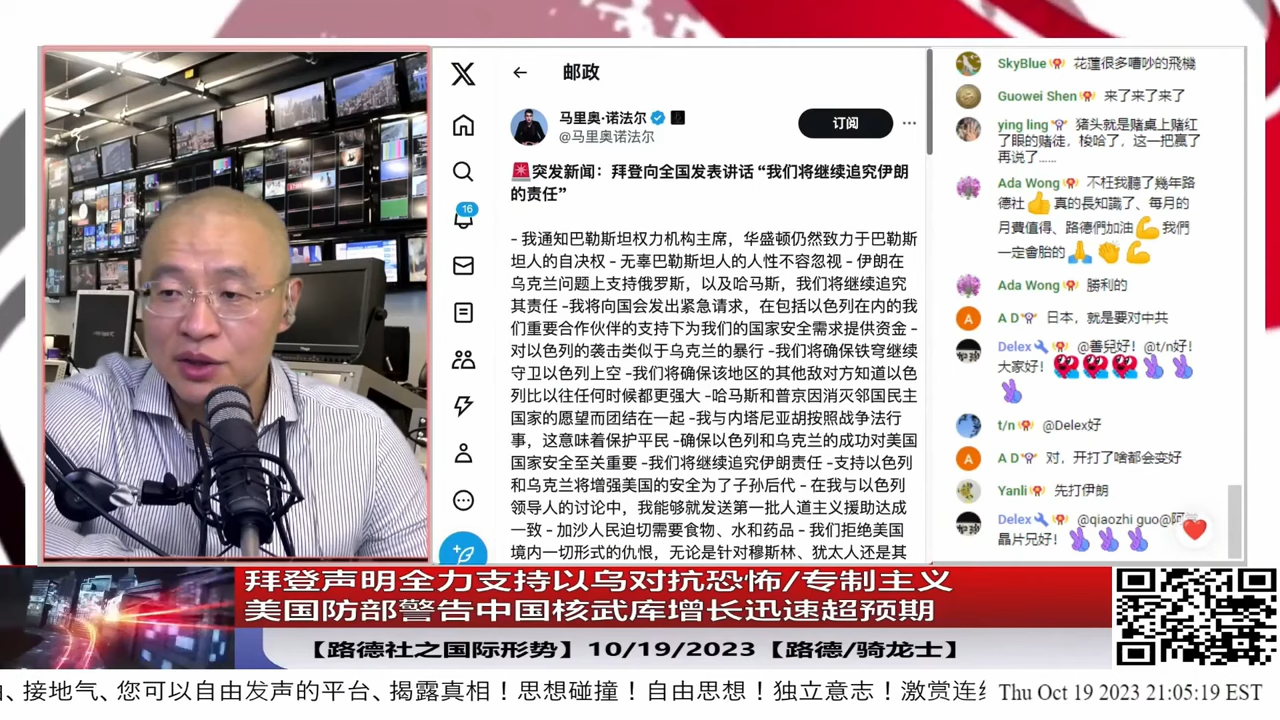 邮政
马里奥·诺法尔
@马里奥诺法尔
订阅
16
🚨突发新闻：拜登向全国发表讲话 “我们将继续追究伊朗
的责任”
- 我通知巴勒斯坦权力机构主席，华盛顿仍然致力于巴勒斯
坦人的自决权 - 无辜巴勒斯坦人的人性不容忽视 - 伊朗在
乌克兰问题上支持俄罗斯，以及哈马斯，我们将继续追究
其责任 -我将向国会发出紧急请求，在包括以色列在内的我
们重要合作伙伴的支持下为我们的国家安全需求提供资金 -
对以色列的袭击类似于乌克兰的暴行 -我们将确保铁穹继续
守卫以色列上空 -我们将确保该地区的其他敌对方知道以色
列比以往任何时候都更强大 -哈马斯和普京因消灭邻国民主
国家的愿望而团结在一起 -我与内塔尼亚胡按照战争法行
事，这意味着保护平民 -确保以色列和乌克兰的成功对美国
国家安全至关重要 -我们将继续追究伊朗责任 -支持以色列
和乌克兰将增强美国的安全为了子孙后代 - 在我与以色列
领导人的讨论中，我能够就发送第一批人道主义援助达成
一致 - 加沙人民迫切需要食物、水和药品 - 我们拒绝美国
境内一切形式的仇恨，无论是针对穆斯林、犹太人还是其
SkyBlue 花蓮很多嘈吵的飛機
Guowei Shen 来了来了来了
ying ling 猪头就是赌桌上赌红
了眼的赌徒，梭哈了，这一把赢了
再说了......
Ada Wong 不枉我聽了幾年路
德社👍真的長知識了、每月的
月費值得、路德們加油💪我們
一定會胎的🙏👏💪
Ada Wong 勝利的
A D 日本，就是要对中共
Delex @善兒好！@t/n好！
大家好！
t/n @Delex好
A D 对，开打了啥都会变好
Yanli 先打伊朗
Delex @qiaozhi guo@阿
晶片兄好！
拜登声明全力支持以乌对抗恐怖/专制主义
美国防部警告中国核武库增长迅速超预期
【路德社之国际形势】10/19/2023【路德/骑龙士】
、接地气、您可以自由发声的平台、揭露真相！思想碰撞！自由思想！独立意志！激赏连
Thu Oct 19 2023 21:05:19 EST